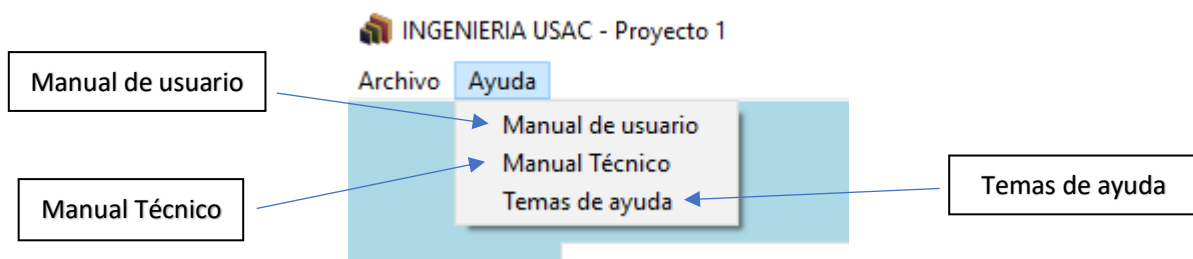 INGENIERIA USAC - Proyecto 1
Manual de usuario
Archivo Ayuda
Manual de usuario
Manual Técnico
Temas de ayuda
Manual Técnico
Temas de ayuda